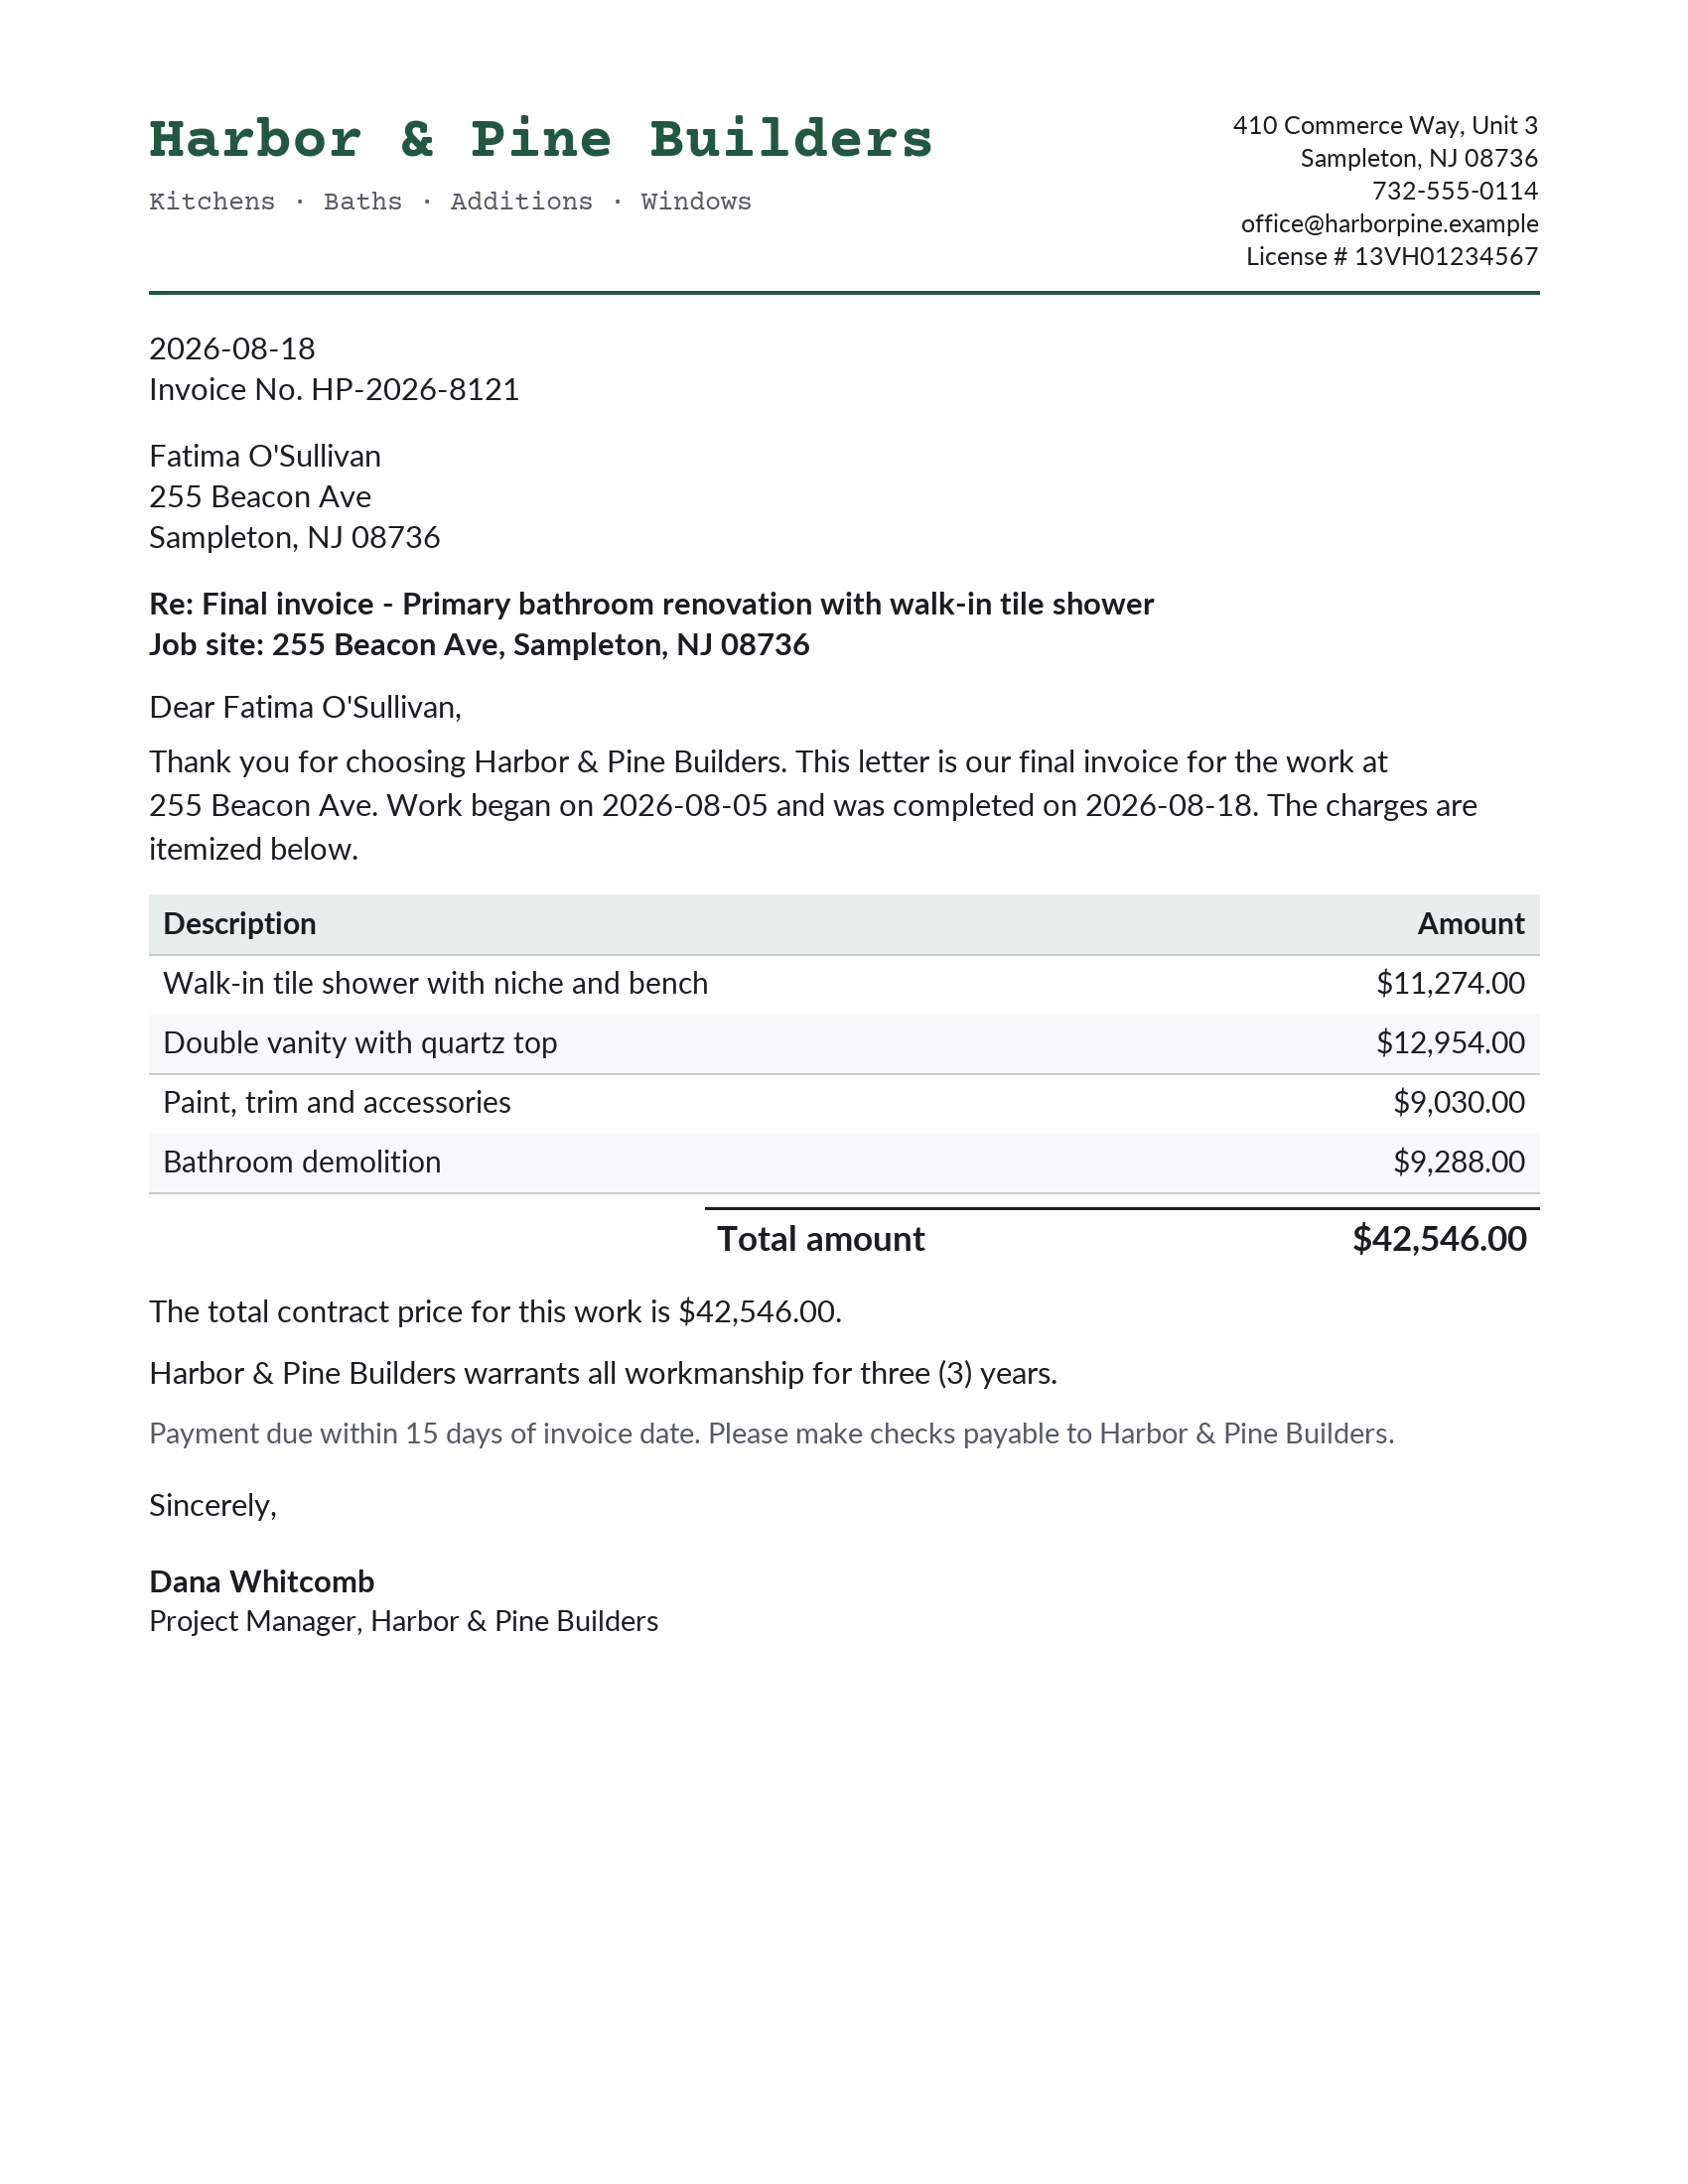 Harbor & Pine Builders
Kitchens · Baths · Additions · Windows
410 Commerce Way, Unit 3
Sampleton, NJ 08736
732-555-0114
office@harborpine.example
License # 13VH01234567
2026-08-18
Invoice No. HP-2026-8121
Fatima O'Sullivan
255 Beacon Ave
Sampleton, NJ 08736
Re: Final invoice - Primary bathroom renovation with walk-in tile shower
Job site: 255 Beacon Ave, Sampleton, NJ 08736
Dear Fatima O'Sullivan,
Thank you for choosing Harbor & Pine Builders. This letter is our final invoice for the work at
255 Beacon Ave. Work began on 2026-08-05 and was completed on 2026-08-18. The charges are
itemized below.
Description Amount
Walk-in tile shower with niche and bench $11,274.00
Double vanity with quartz top $12,954.00
Paint, trim and accessories $9,030.00
Bathroom demolition $9,288.00
Total amount $42,546.00
The total contract price for this work is $42,546.00.
Harbor & Pine Builders warrants all workmanship for three (3) years.
Payment due within 15 days of invoice date. Please make checks payable to Harbor & Pine Builders.
Sincerely,
Dana Whitcomb
Project Manager, Harbor & Pine Builders